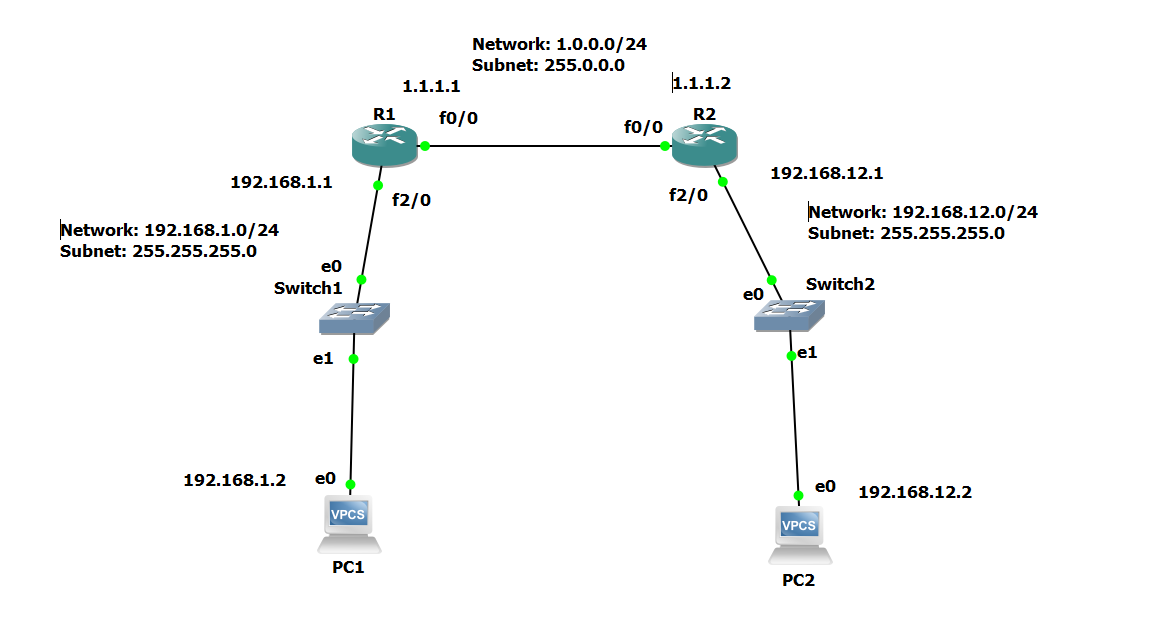 Network: 1.0.0.0/24
Subnet: 255.0.0.0
1.1.1.1
1.1.1.2
R1
R2
f0/0
f0/0
192.168.1.1
f2/0
f2/0
192.168.12.1
Network: 192.168.1.0/24
Subnet: 255.255.255.0
Network: 192.168.12.0/24
Subnet: 255.255.255.0
e0
Switch1
e0
Switch2
e1
e1
192.168.1.2
e0
e0
192.168.12.2
VPCS
VPCS
PC1
PC2